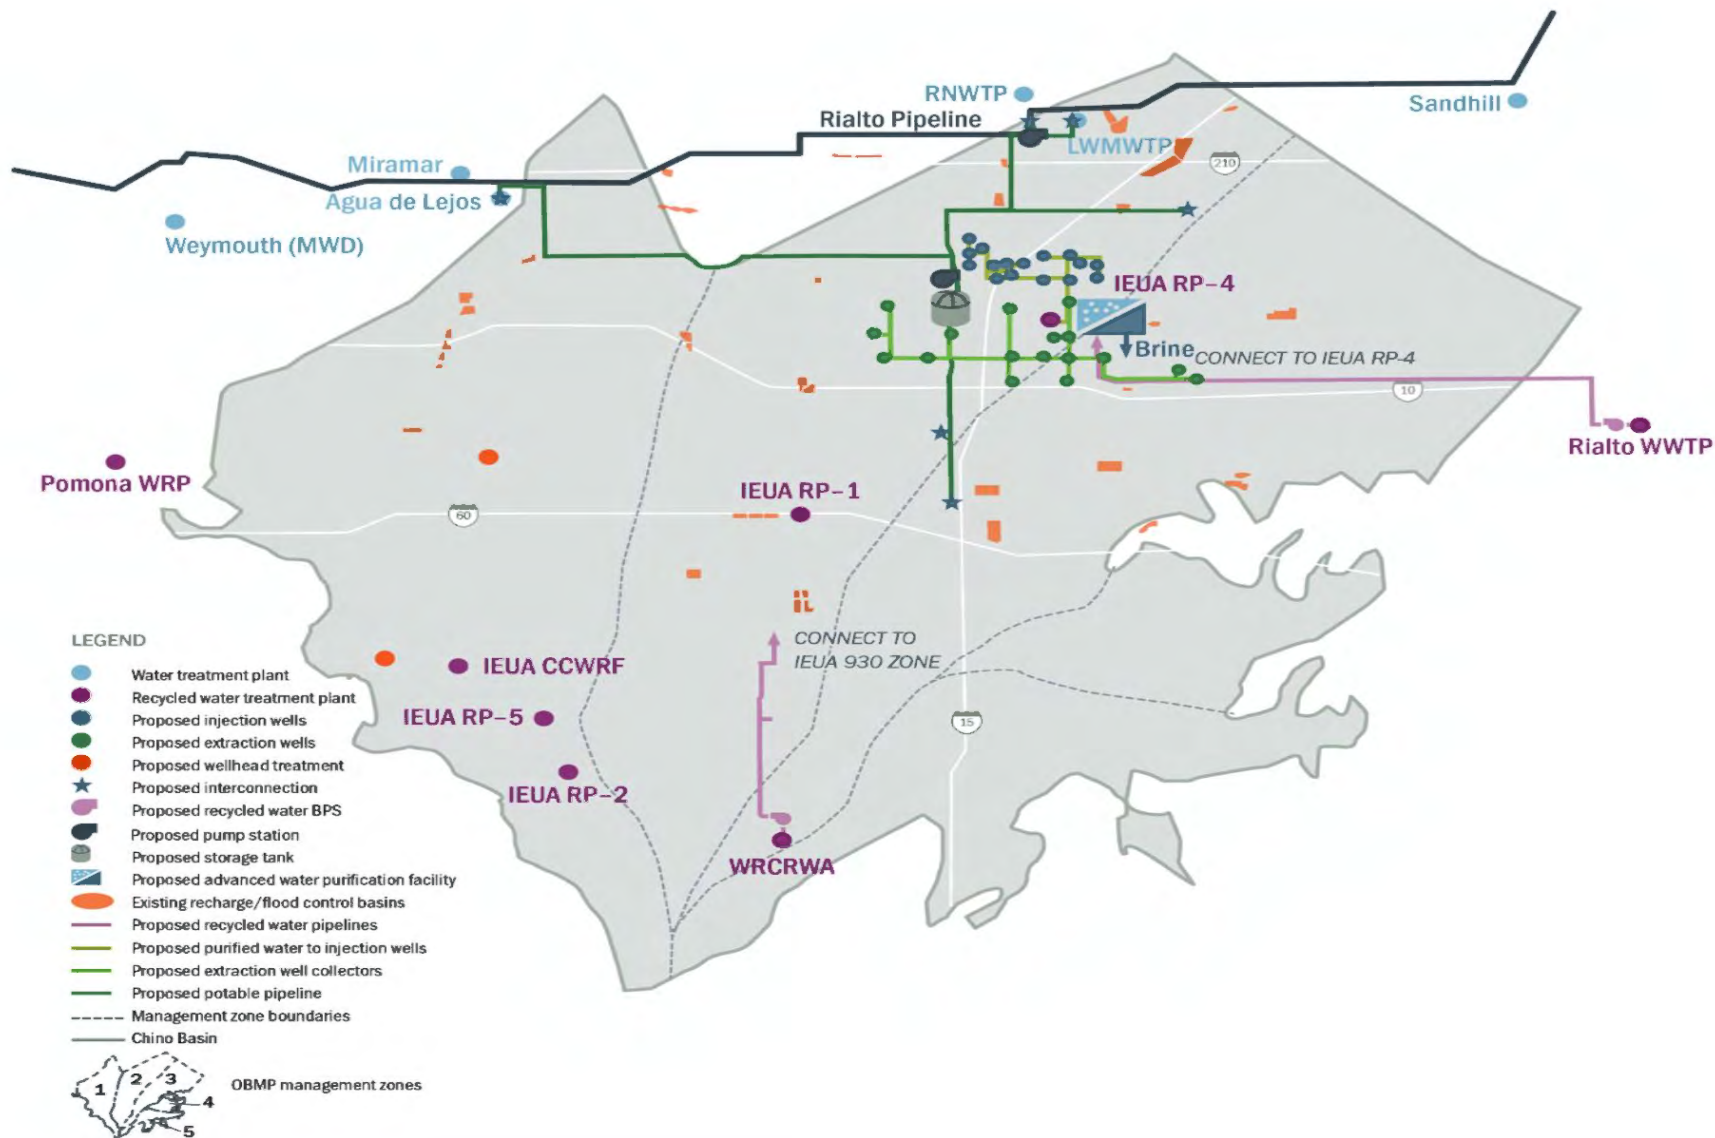 RNWTP
Sandhill
Rialto Pipeline
LWMWTP
210
Miramar
Agua de Lejos
Weymouth (MWD)
IEUA RP-4
Brine
CONNECT TO IEUA RP-4
10
Rialto WWTP
Pomona WRP
IEUA RP-1
60
CONNECT TO
IEUA 930 ZONE
IEUA CCWRF
IEUA RP-5
15
IEUA RP-2
WRCRWA
LEGEND
Water treatment plant
Recycled water treatment plant
Proposed injection wells
Proposed extraction wells
Proposed wellhead treatment
Proposed interconnection
Proposed recycled water BPS
Proposed pump station
Proposed storage tank
Proposed advanced water purification facility
Existing recharge/flood control basins
Proposed recycled water pipelines
Proposed purified water to injection wells
Proposed extraction well collectors
Proposed potable pipeline
Management zone boundaries
Chino Basin
1 2 3
4
5
OBMP management zones